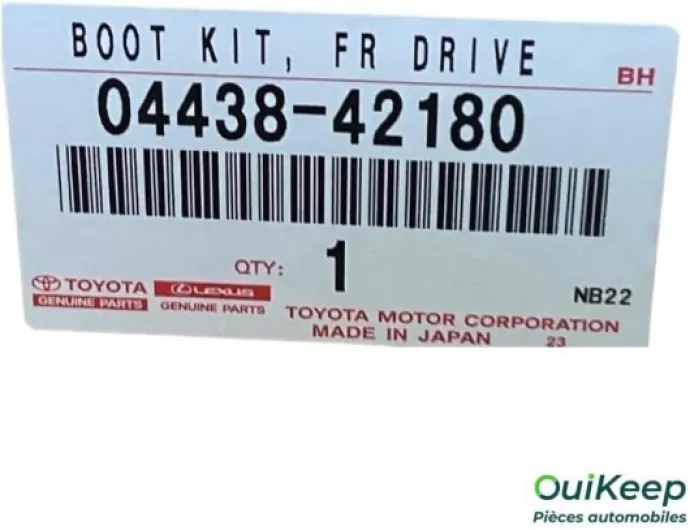 BOOT KIT, FR DRIVE
BH
04438-42180
QTY: 1
TOYOTA LEXUS NB22
GENUINE PARTS GENUINE PARTS
TOYOTA MOTOR CORPORATION
MADE IN JAPAN 23
OuiKeep
Pièces automobiles